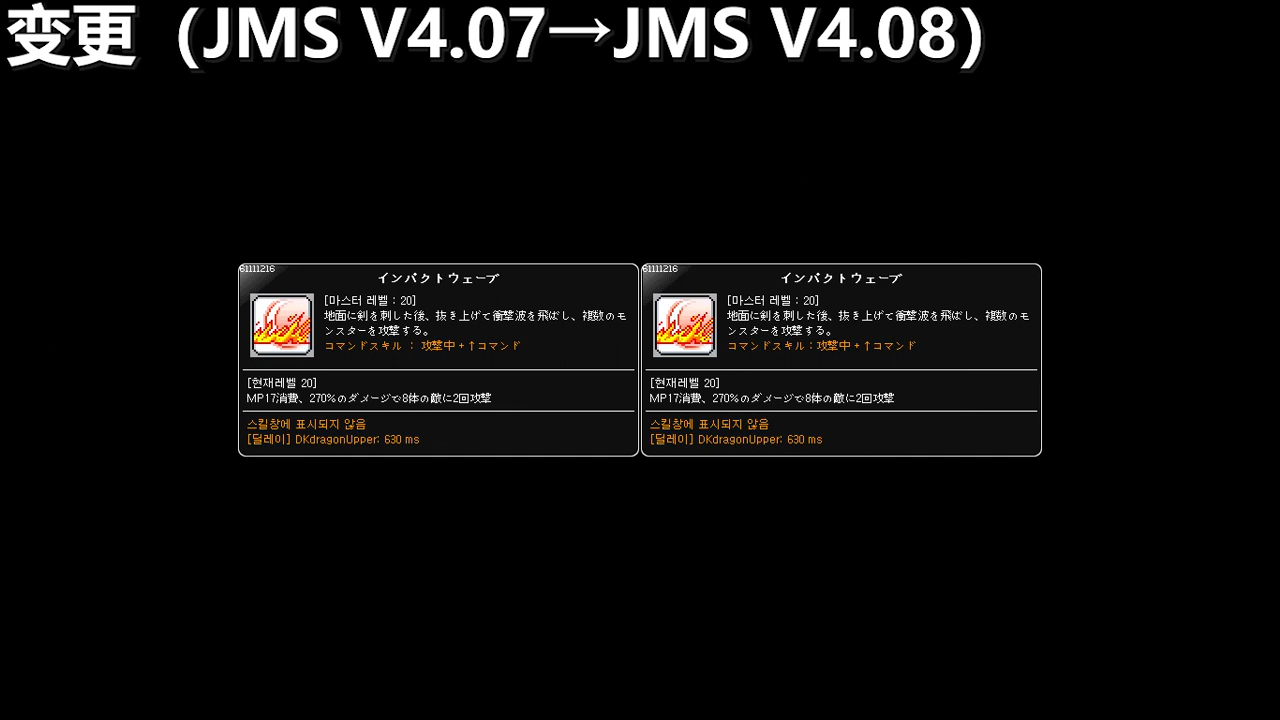 变更（JMS V4.07→JMS V4.08）
61111216
インパクトウェーブ
[마스터 레벨 : 20]
地面に剣を刺した後、抜き上げて衝撃波を飛ばし、複数のモ
ンスターを攻撃する。
コマンドスキル ： 攻撃中 + ↑コマンド
[현재레벨 20]
MP17消費、270%のダメージで8体の敵に2回攻撃
스킬창에 표시되지 않음
[딜레이] DKdragonUpper: 630 ms
61111216
インパクトウェーブ
[마스터 레벨 : 20]
地面に剣を刺した後、抜き上げて衝撃波を飛ばし、複数のモ
ンスターを攻撃する。
コマンドスキル：攻撃中 + ↑コマンド
[현재레벨 20]
MP17消費、270%のダメージで8体の敵に2回攻撃
스킬창에 표시되지 않음
[딜레이] DKdragonUpper: 630 ms